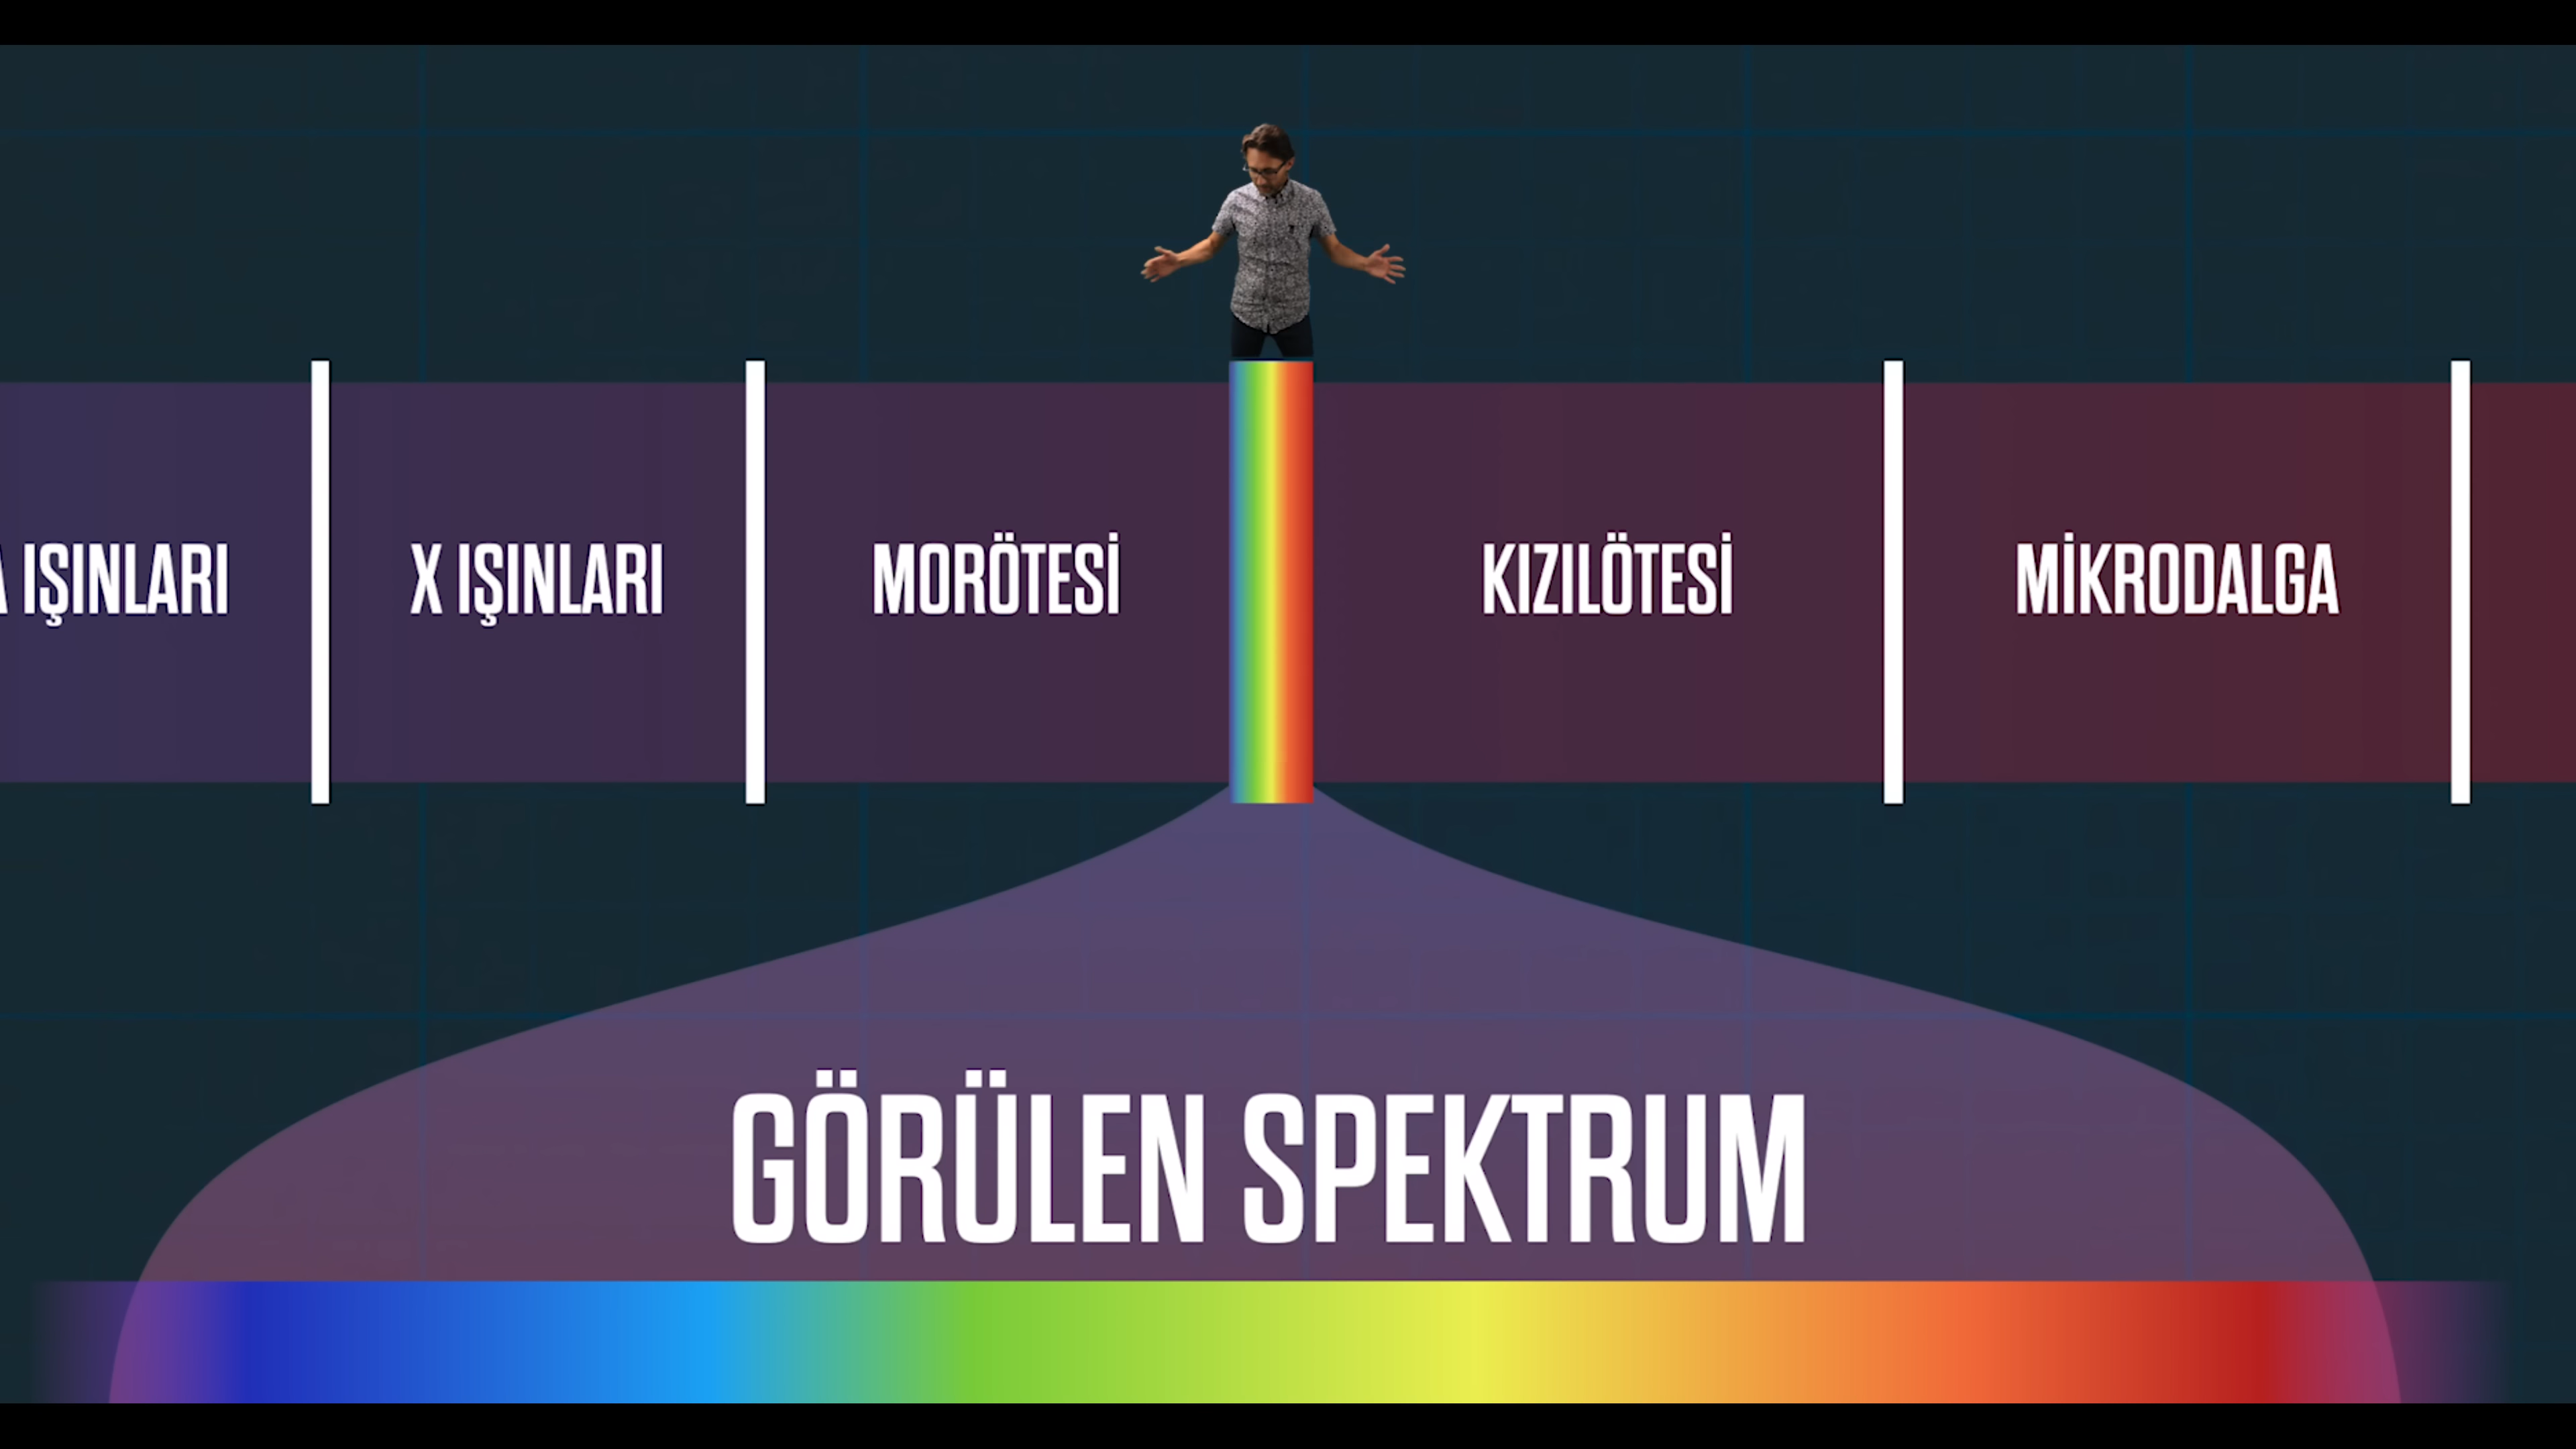 IŞINLARI
X IŞINLARI
MORÖTESİ
KIZILÖTESİ
MİKRODALGA
GÖRÜLEN SPEKTRUM